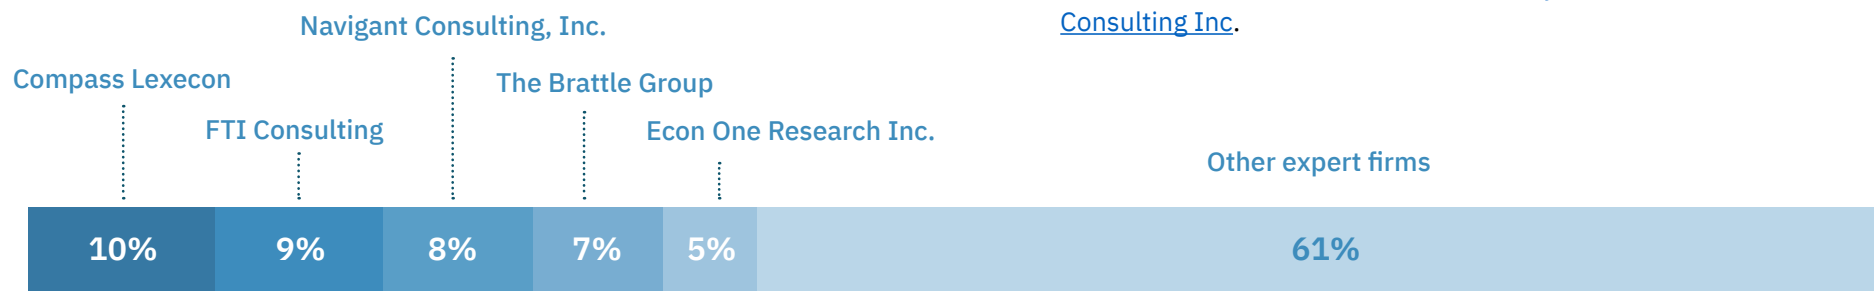 Consulting Inc.
Navigant Consulting, Inc.
Compass Lexecon
The Brattle Group
FTI Consulting
Econ One Research Inc.
Other expert firms
10%
9%
8%
7%
5%
61%